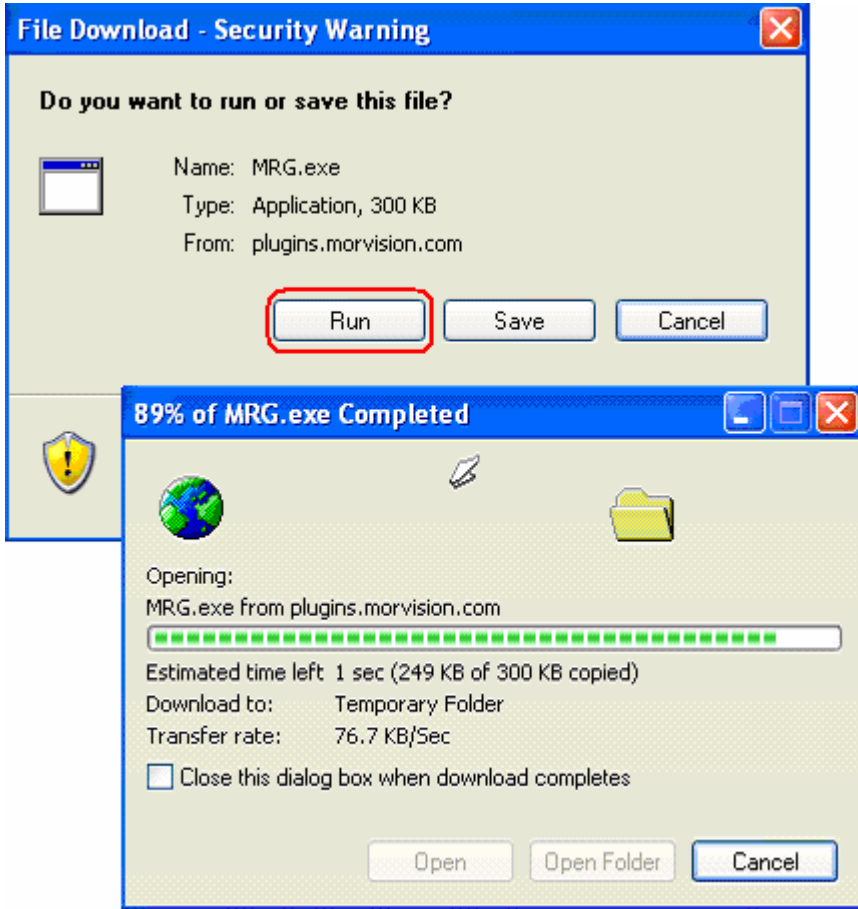 File Download - Security Warning
Do you want to run or save this file?
Name: MRG.exe
Type: Application, 300 KB
From: plugins.morvision.com
Run Save Cancel
89% of MRG.exe Completed
Opening:
MRG.exe from plugins.morvision.com
Estimated time left 1 sec (249 KB of 300 KB copied)
Download to: Temporary Folder
Transfer rate: 76.7 KB/Sec
Close this dialog box when download completes
Open Open Folder Cancel